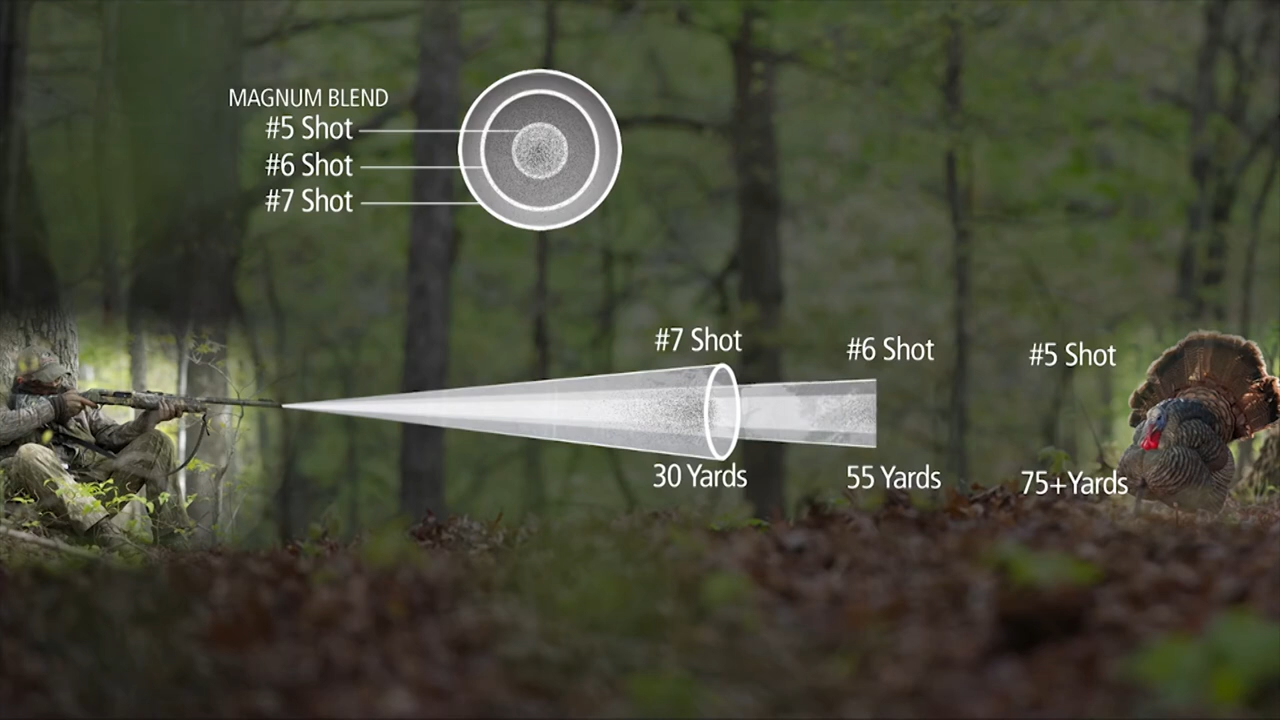 MAGNUM BLEND
#5 Shot
#6 Shot
#7 Shot
#7 Shot
#6 Shot
#5 Shot
30 Yards
55 Yards
75+Yards